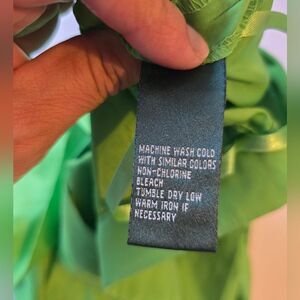 MACHINE WASH COLD
WITH SIMILAR COLORS
NON-CHLORINE
BLEACH
TUMBLE DRY LOW
WARM IRON IF
NECESSARY